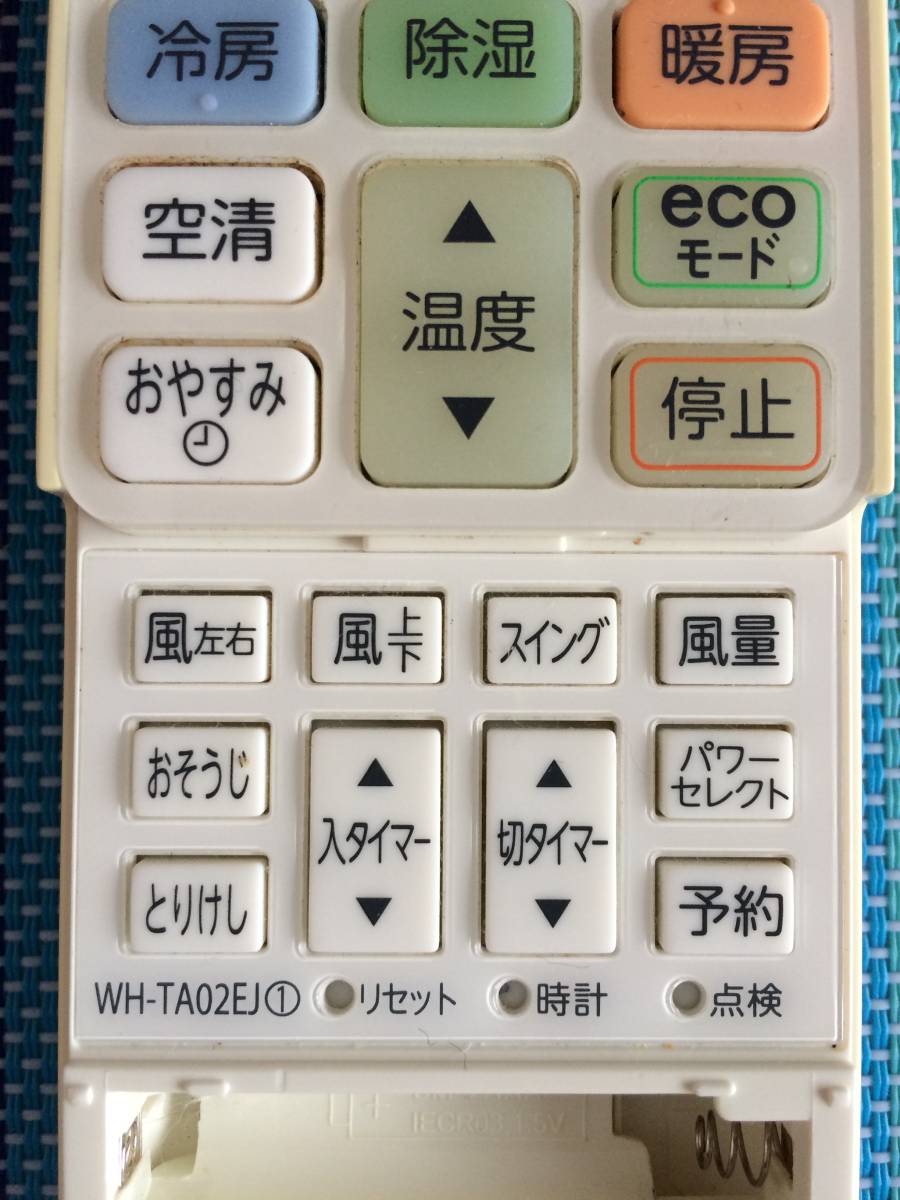 冷房
除湿
暖房
空清
▲
温度
▼
eco
モード
おやすみ
停止
風左右
風上下
スイング
風量
おそうじ
▲
入タイマー
▼
▲
切タイマー
▼
パワー
セレクト
とりけし
予約
WH-TA02EJ① リセット 時計 点検
IECR03 1.5V